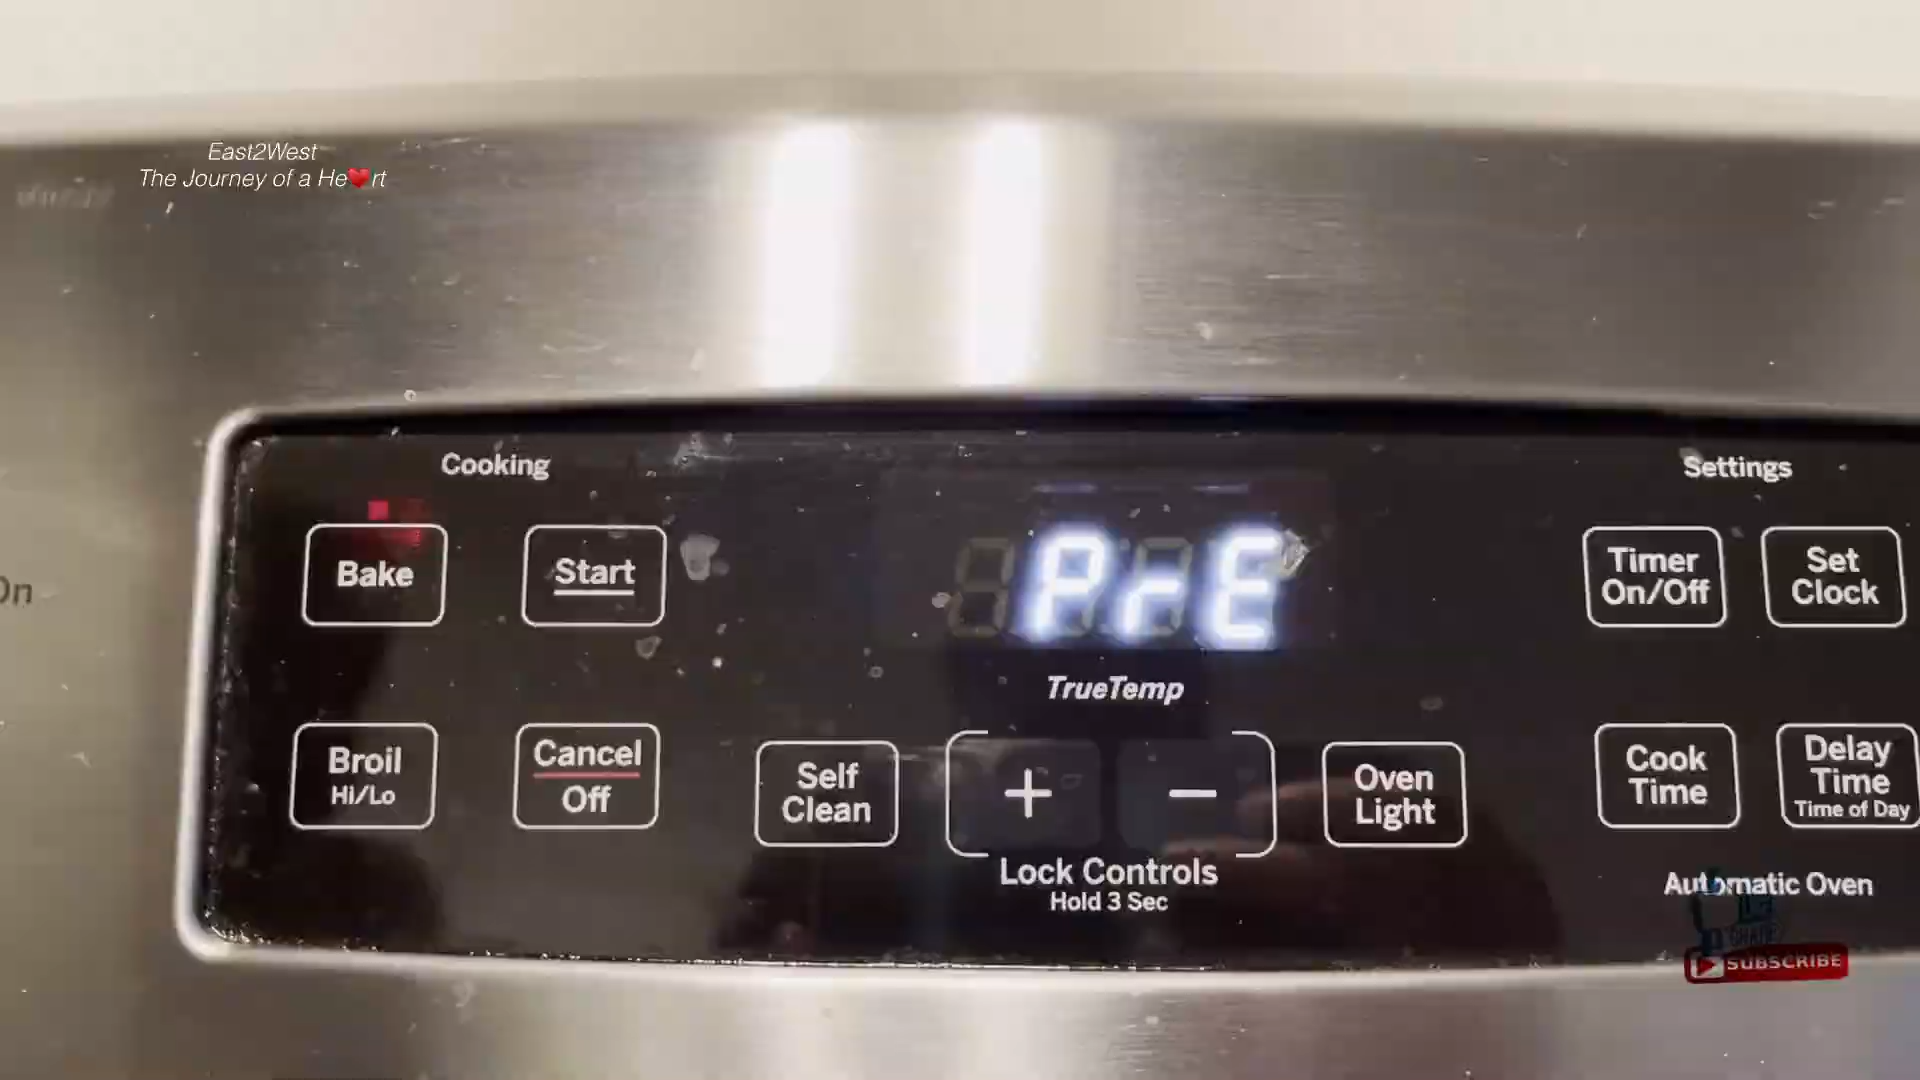 East2West
The Journey of a He❤rt
On
Cooking
Settings
Bake
Start
PrE
Timer
On/Off
Set
Clock
TrueTemp
Broil
Hi/Lo
Cancel
Off
Self
Clean
+
−
Oven
Light
Cook
Time
Delay
Time
Time of Day
Lock Controls
Hold 3 Sec
Automatic Oven
SUBSCRIBE